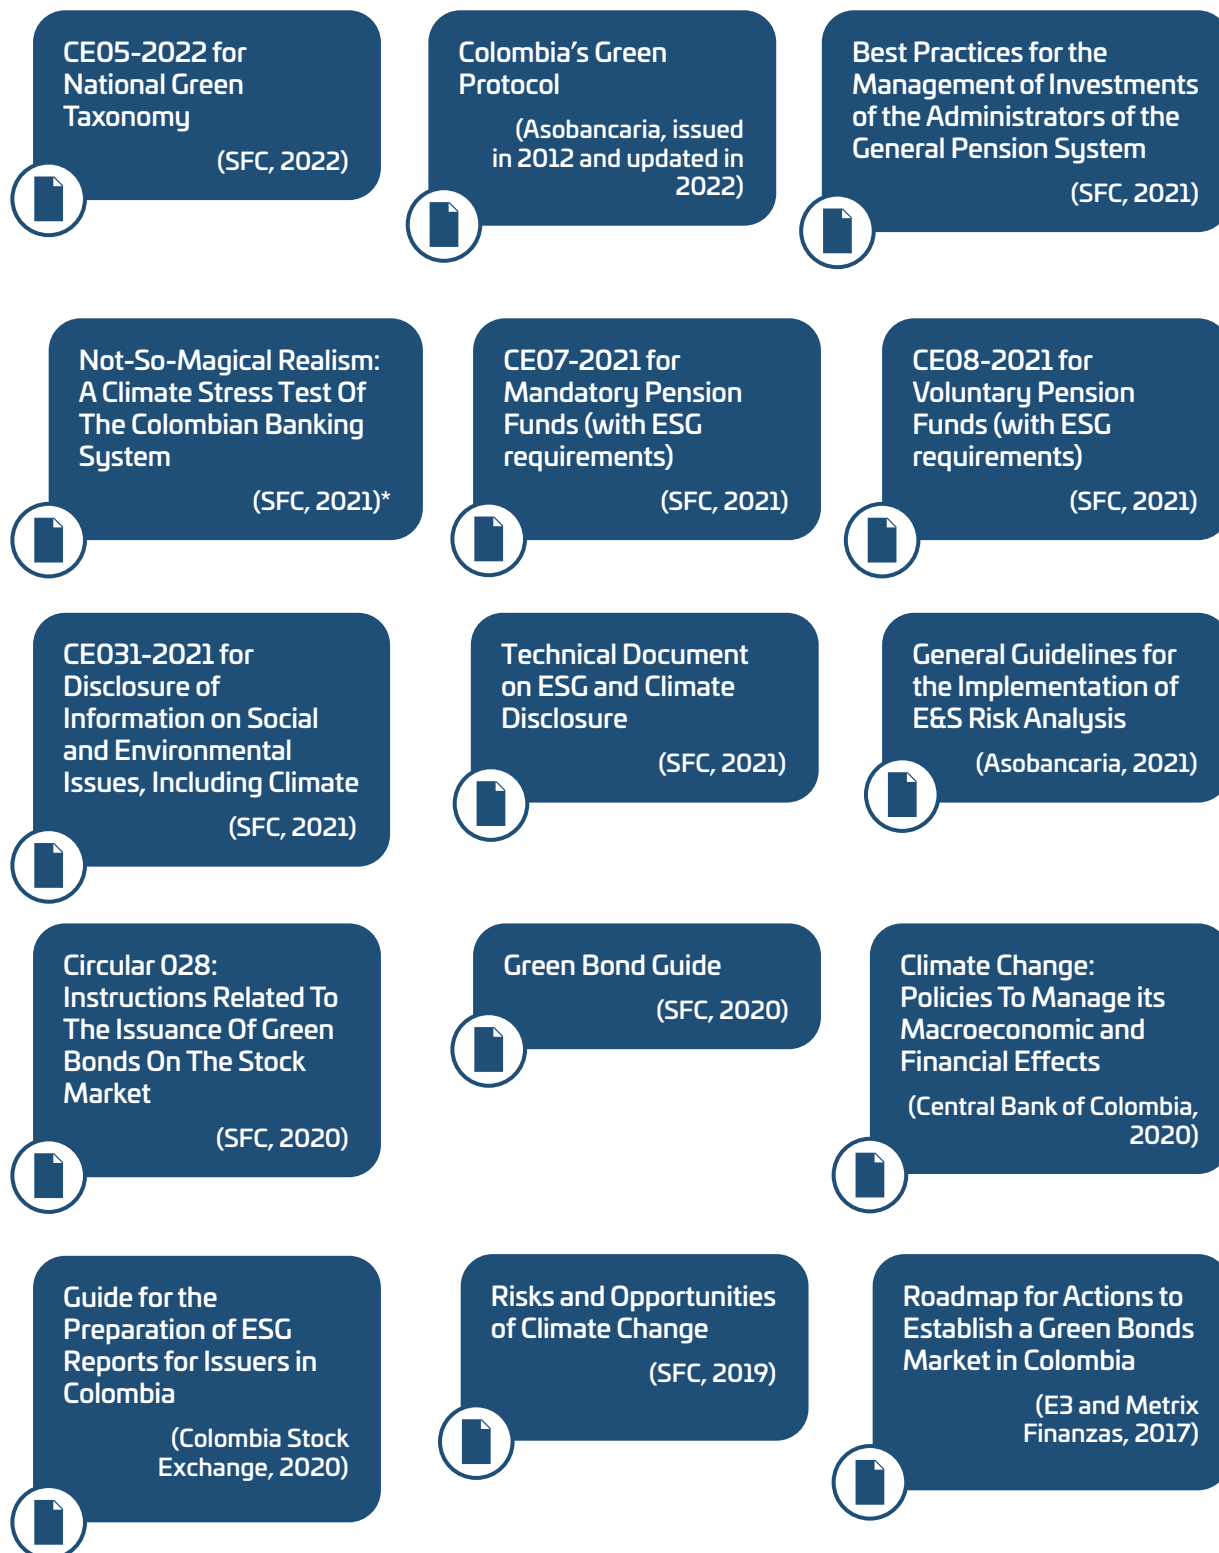 CE05-2022 for
National Green
Taxonomy
(SFC, 2022)
Colombia's Green
Protocol
(Asobancaria, issued
in 2012 and updated in
2022)
Best Practices for the
Management of Investments
of the Administrators of the
General Pension System
(SFC, 2021)
Not-So-Magical Realism:
A Climate Stress Test Of
The Colombian Banking
System
(SFC, 2021)*
CE07-2021 for
Mandatory Pension
Funds (with ESG
requirements)
(SFC, 2021)
CE08-2021 for
Voluntary Pension
Funds (with ESG
requirements)
(SFC, 2021)
CE031-2021 for
Disclosure of
Information on Social
and Environmental
Issues, Including Climate
(SFC, 2021)
Technical Document
on ESG and Climate
Disclosure
(SFC, 2021)
General Guidelines for
the Implementation of
E&S Risk Analysis
(Asobancaria, 2021)
Circular 028:
Instructions Related To
The Issuance Of Green
Bonds On The Stock
Market
(SFC, 2020)
Green Bond Guide
(SFC, 2020)
Climate Change:
Policies To Manage its
Macroeconomic and
Financial Effects
(Central Bank of Colombia,
2020)
Guide for the
Preparation of ESG
Reports for Issuers in
Colombia
(Colombia Stock
Exchange, 2020)
Risks and Opportunities
of Climate Change
(SFC, 2019)
Roadmap for Actions to
Establish a Green Bonds
Market in Colombia
(E3 and Metrix
Finanzas, 2017)